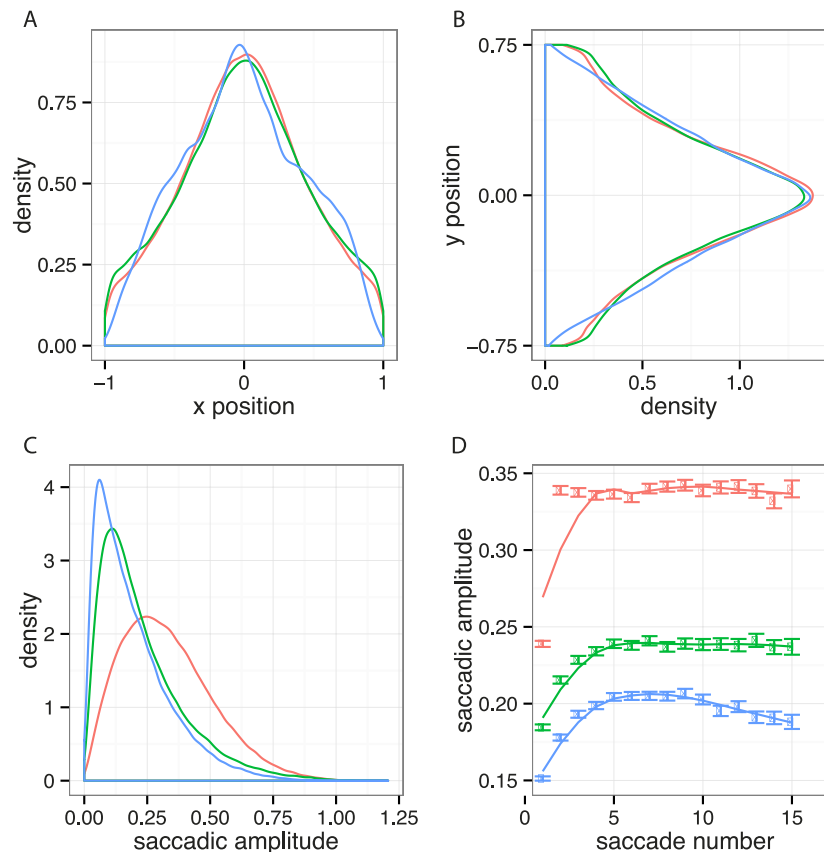 A
density
0.75
0.50
0.25
0.00
−1
0
1
x position
B
y position
0.75
0.00
−0.75
0.0
0.5
1.0
density
C
density
4
3
2
1
0
0.00
0.25
0.50
0.75
1.00
1.25
saccadic amplitude
D
saccadic amplitude
0.35
0.30
0.25
0.20
0.15
0
5
10
15
saccade number